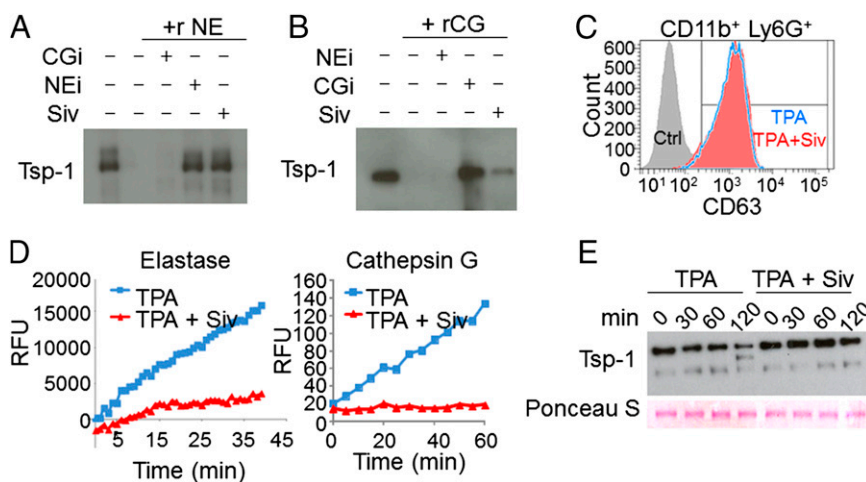 A
+r NE
CGi – – + – –
NEi – – – + –
Siv – – – – +
Tsp-1
B
+ rCG
NEi – – + – –
CGi – – – + –
Siv – – – – +
Tsp-1
C
CD11b+ Ly6G+
Count
600
500
400
300
200
100
0
Ctrl
TPA
TPA+Siv
10¹ 10² 10³ 10⁴ 10⁵
CD63
D
Elastase
RFU
20000
15000
10000
5000
0
TPA
TPA + Siv
5 15 25 35 45
Time (min)
Cathepsin G
RFU
160
140
120
100
80
60
40
20
0
TPA
TPA + Siv
0 20 40 60
Time (min)
E
TPA TPA + Siv
min 0 30 60 120 0 30 60 120
Tsp-1
Ponceau S